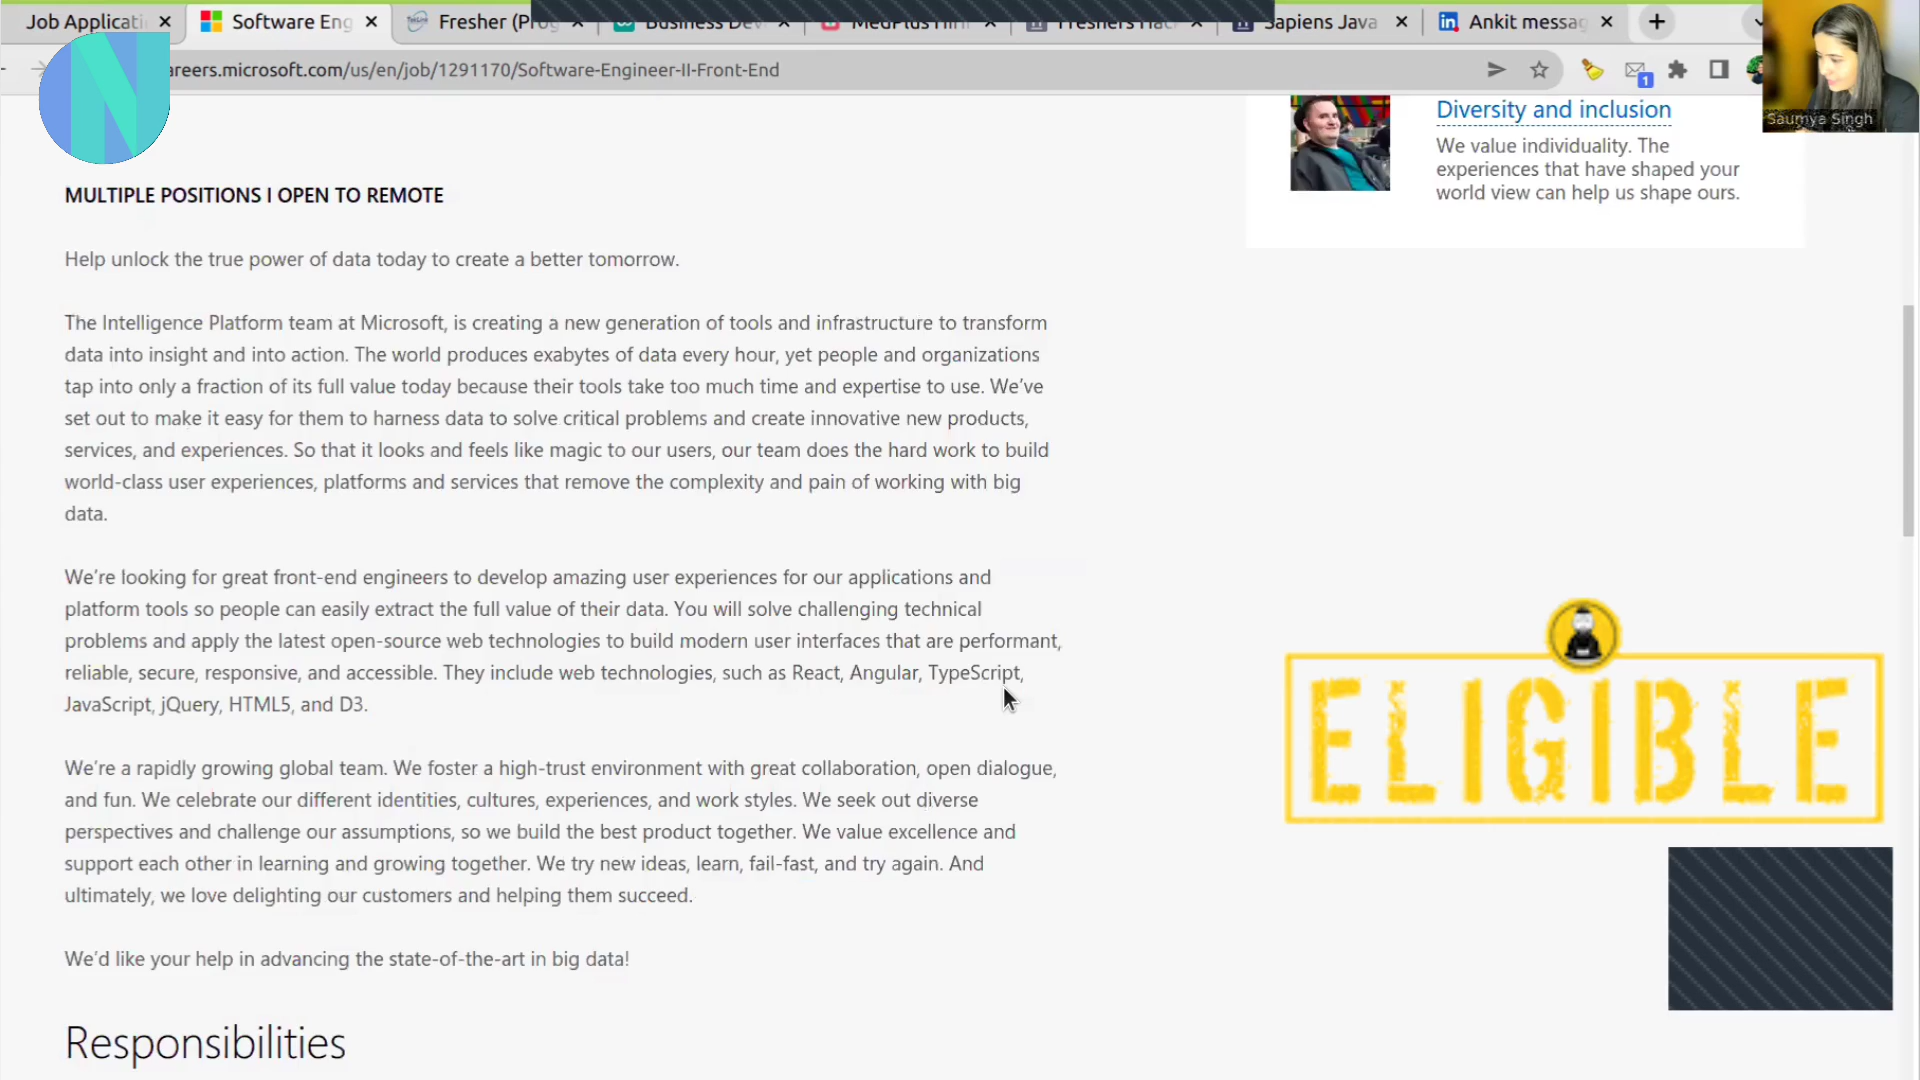 Job Applicati
Software Eng
Fresher (Prog
Business Dev
MedPlus Hiri
Freshers Hac
Sapiens Java
Ankit messag
areers.microsoft.com/us/en/job/1291170/Software-Engineer-II-Front-End
1
Saumya Singh
Diversity and inclusion
We value individuality. The
experiences that have shaped your
world view can help us shape ours.
MULTIPLE POSITIONS I OPEN TO REMOTE
Help unlock the true power of data today to create a better tomorrow.
The Intelligence Platform team at Microsoft, is creating a new generation of tools and infrastructure to transform
data into insight and into action. The world produces exabytes of data every hour, yet people and organizations
tap into only a fraction of its full value today because their tools take too much time and expertise to use. We’ve
set out to make it easy for them to harness data to solve critical problems and create innovative new products,
services, and experiences. So that it looks and feels like magic to our users, our team does the hard work to build
world-class user experiences, platforms and services that remove the complexity and pain of working with big
data.
We’re looking for great front-end engineers to develop amazing user experiences for our applications and
platform tools so people can easily extract the full value of their data. You will solve challenging technical
problems and apply the latest open-source web technologies to build modern user interfaces that are performant,
reliable, secure, responsive, and accessible. They include web technologies, such as React, Angular, TypeScript,
JavaScript, jQuery, HTML5, and D3.
We’re a rapidly growing global team. We foster a high-trust environment with great collaboration, open dialogue,
and fun. We celebrate our different identities, cultures, experiences, and work styles. We seek out diverse
perspectives and challenge our assumptions, so we build the best product together. We value excellence and
support each other in learning and growing together. We try new ideas, learn, fail-fast, and try again. And
ultimately, we love delighting our customers and helping them succeed.
We’d like your help in advancing the state-of-the-art in big data!
Responsibilities
ELIGIBLE